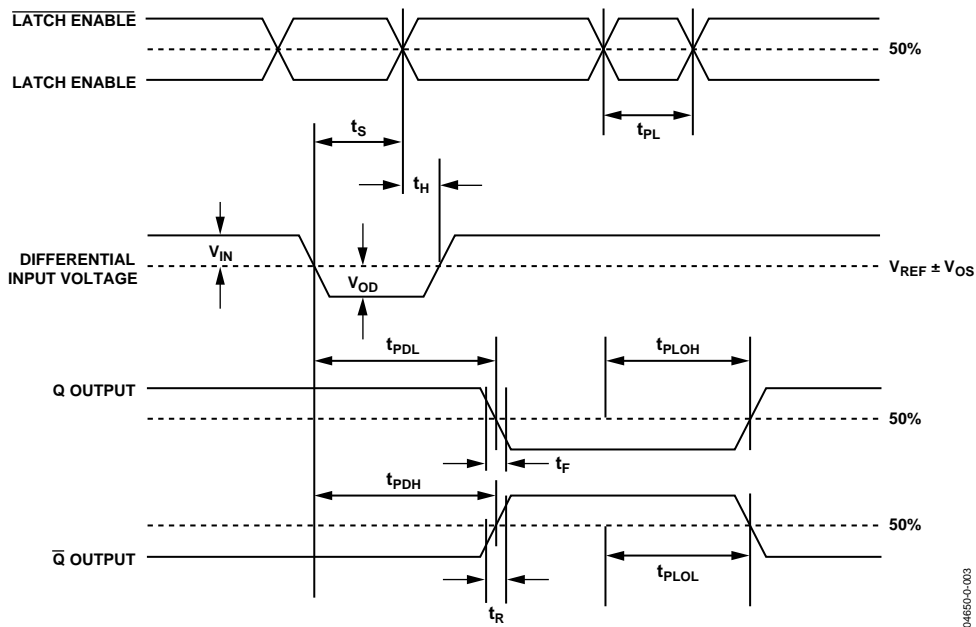 LATCH ENABLE
50%
LATCH ENABLE
tS
tPL
tH
VIN
DIFFERENTIAL
INPUT VOLTAGE
VOD
VREF ± VOS
tPDL
tPLOH
Q OUTPUT
50%
tF
tPDH
50%
Q̅ OUTPUT
tPLOL
tR
04650-0-003